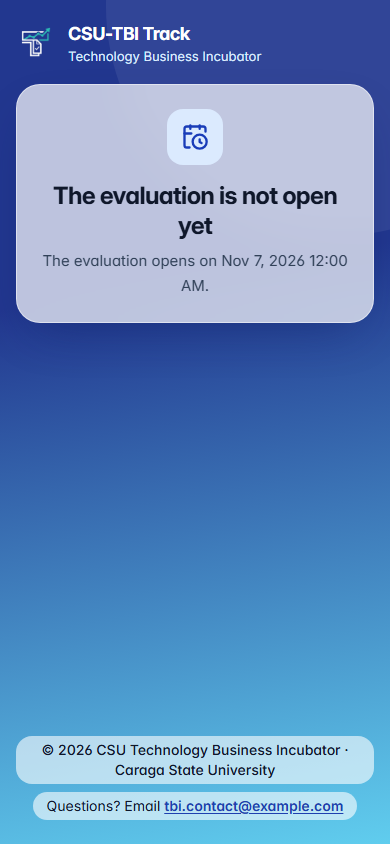 CSU-TBI Track
Technology Business Incubator
The evaluation is not open
yet
The evaluation opens on Nov 7, 2026 12:00
AM.
© 2026 CSU Technology Business Incubator ·
Caraga State University
Questions? Email tbi.contact@example.com